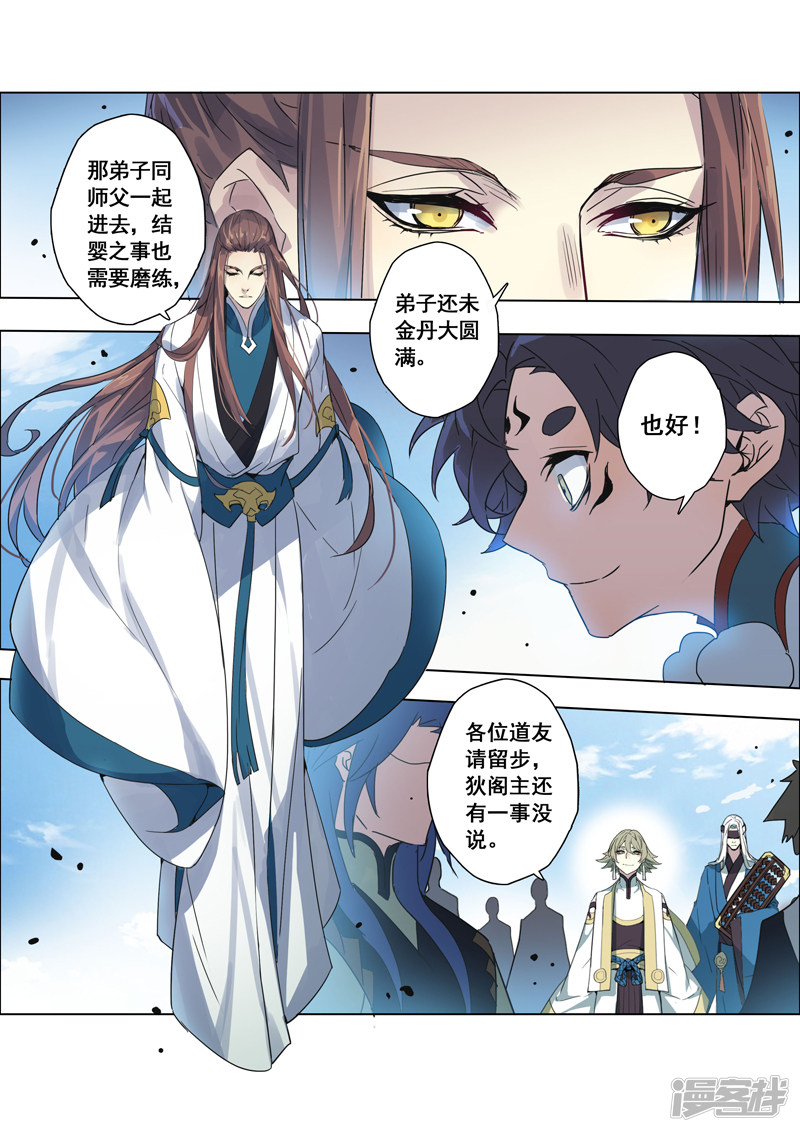 那弟子同
师父一起
进去，结
婴之事也
需要磨练，
弟子还未
金丹大圆
满。
也好！
各位道友
请留步，
狄阁主还
有一事没
说。
漫客栈